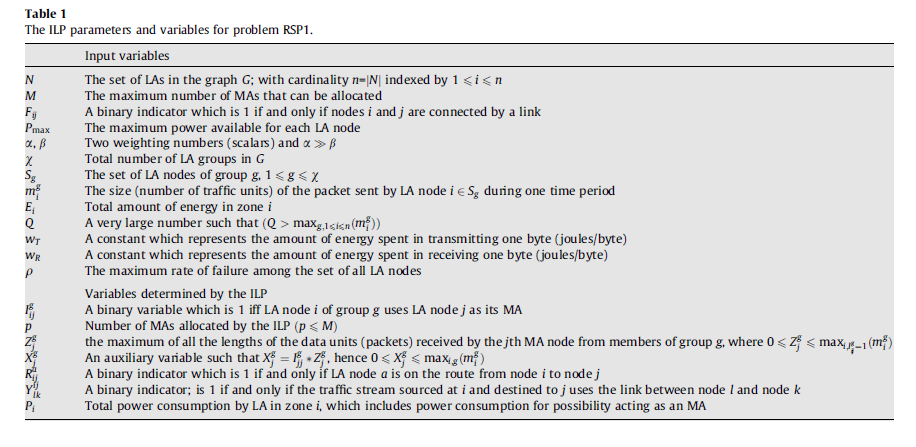 Table 1
The ILP parameters and variables for problem RSP1.
Input variables
N The set of LAs in the graph G; with cardinality n=|N| indexed by 1 ⩽ i ⩽ n
M The maximum number of MAs that can be allocated
F_ij A binary indicator which is 1 if and only if nodes i and j are connected by a link
P_max The maximum power available for each LA node
α, β Two weighting numbers (scalars) and α ≫ β
χ Total number of LA groups in G
S_g The set of LA nodes of group g, 1 ⩽ g ⩽ χ
m_i^g The size (number of traffic units) of the packet sent by LA node i ∈ S_g during one time period
E_i Total amount of energy in zone i
Q A very large number such that (Q > max_{g,1⩽i⩽n}(m_i^g))
w_T A constant which represents the amount of energy spent in transmitting one byte (joules/byte)
w_R A constant which represents the amount of energy spent in receiving one byte (joules/byte)
ρ The maximum rate of failure among the set of all LA nodes
Variables determined by the ILP
I_ij^g A binary variable which is 1 iff LA node i of group g uses LA node j as its MA
p Number of MAs allocated by the ILP (p ⩽ M)
Z_j^g the maximum of all the lengths of the data units (packets) received by the jth MA node from members of group g, where 0 ⩽ Z_j^g ⩽ max_{i,I_ij^g=1}(m_i^g)
X_j^g An auxiliary variable such that X_j^g = I_jj^g * Z_j^g, hence 0 ⩽ X_j^g ⩽ max_{i,g}(m_i^g)
R_ij^a A binary indicator which is 1 if and only if LA node a is on the route from node i to node j
Y_lk^ij A binary indicator; is 1 if and only if the traffic stream sourced at i and destined to j uses the link between node l and node k
P_i Total power consumption by LA in zone i, which includes power consumption for possibility acting as an MA